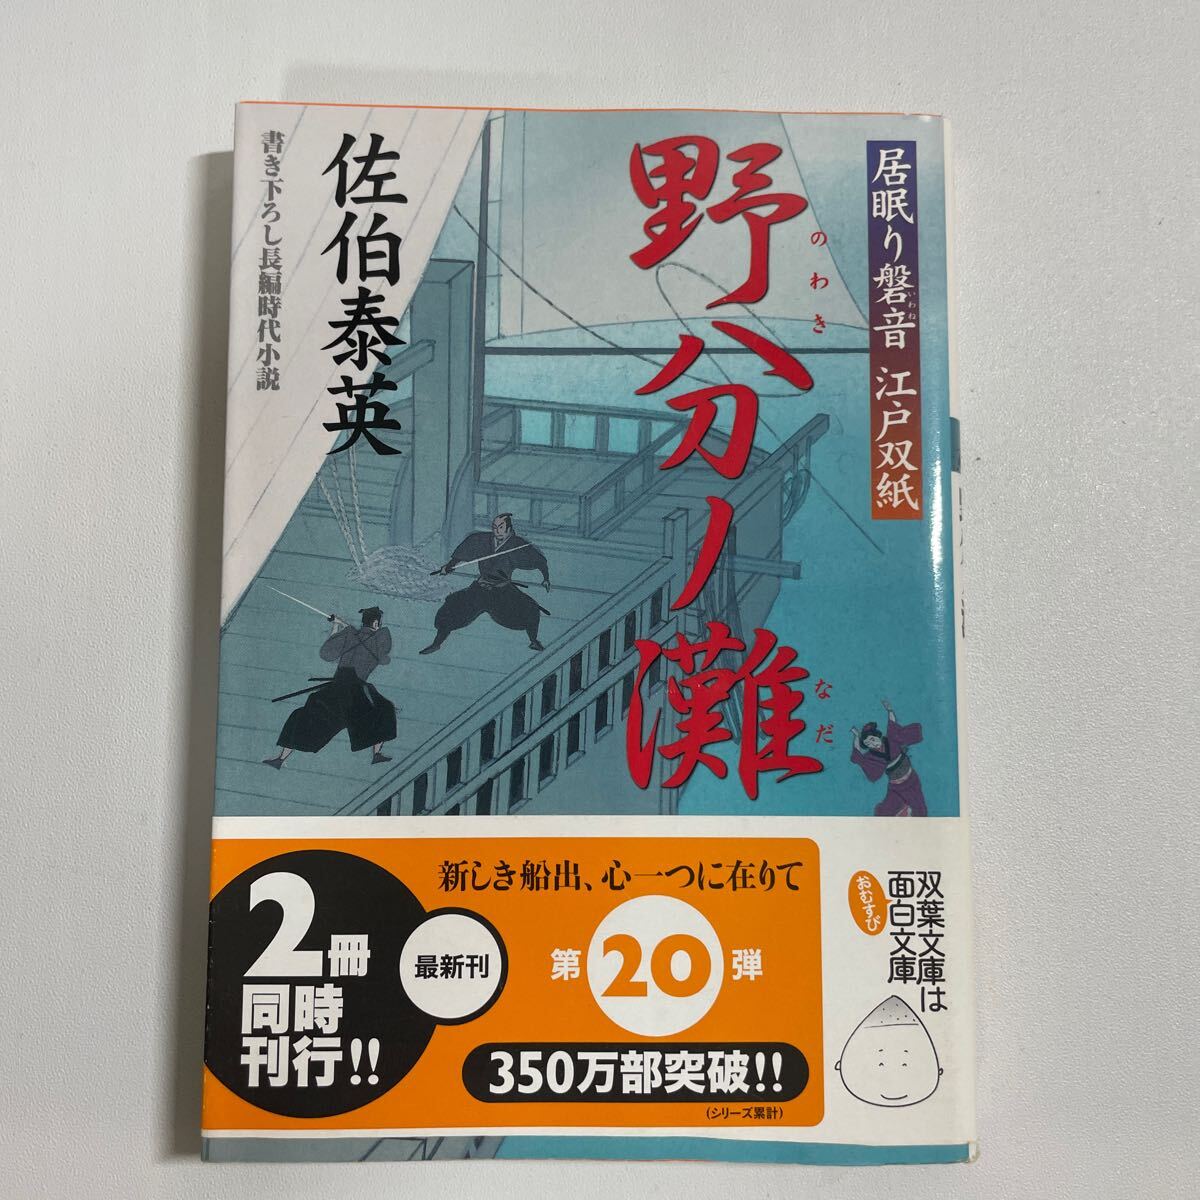 居眠り磐音 江戸双紙
いわね
野分ノ灘
のわき
なだ
佐伯泰英
書き下ろし長編時代小説
新しき船出、心一つに在りて
2冊
同時
刊行!!
最新刊
第20弾
350万部突破!!
(シリーズ累計)
双葉文庫は
面白文庫
おむすび